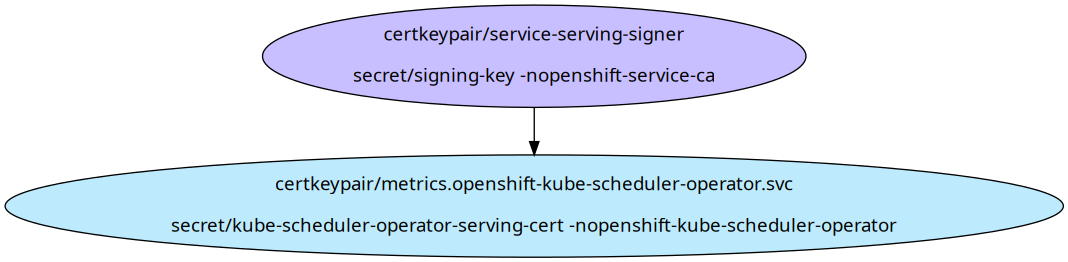 certkeypair/service-serving-signer
secret/signing-key -nopenshift-service-ca
certkeypair/metrics.openshift-kube-scheduler-operator.svc
secret/kube-scheduler-operator-serving-cert -nopenshift-kube-scheduler-operator